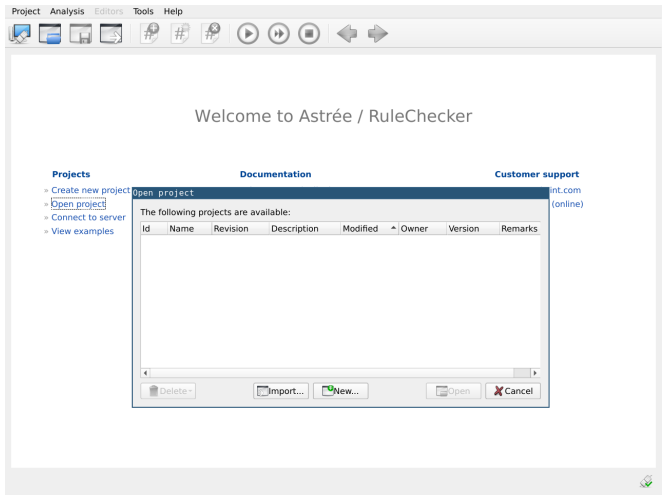 Project Analysis Editors Tools Help
Welcome to Astrée / RuleChecker
Projects Documentation Customer support
» Create new project
» Open project
» Connect to server
» View examples
int.com
(online)
Open project
The following projects are available:
Id Name Revision Description Modified Owner Version Remarks
Delete Import... New... Open Cancel